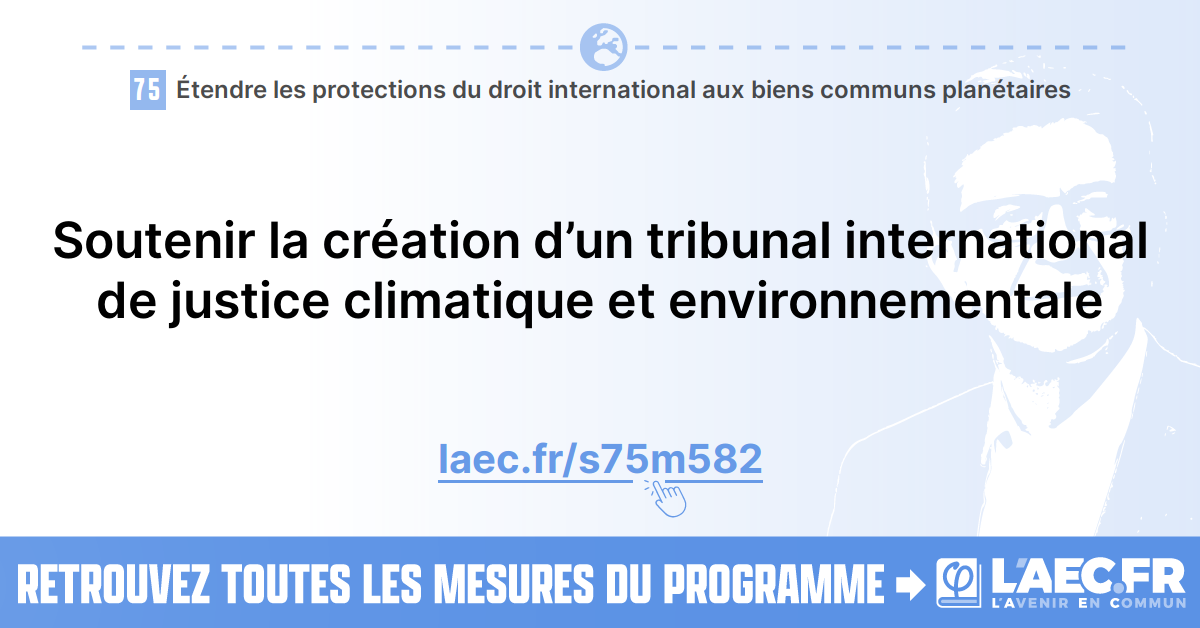 75 Étendre les protections du droit international aux biens communs planétaires
Soutenir la création d’un tribunal international
de justice climatique et environnementale
laec.fr/s75m582
RETROUVEZ TOUTES LES MESURES DU PROGRAMME
L'AEC.FR
L'AVENIR EN COMMUN